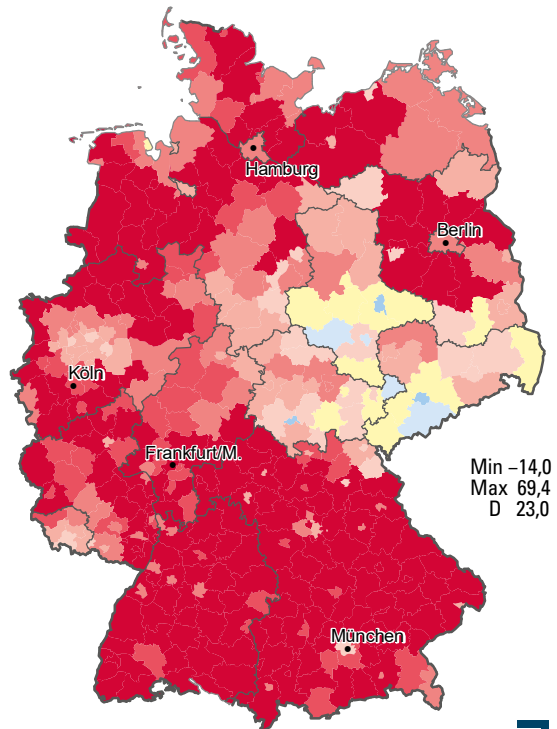 Hamburg
Berlin
Köln
Frankfurt/M.
Min –14,0
Max 69,4
D 23,0
München